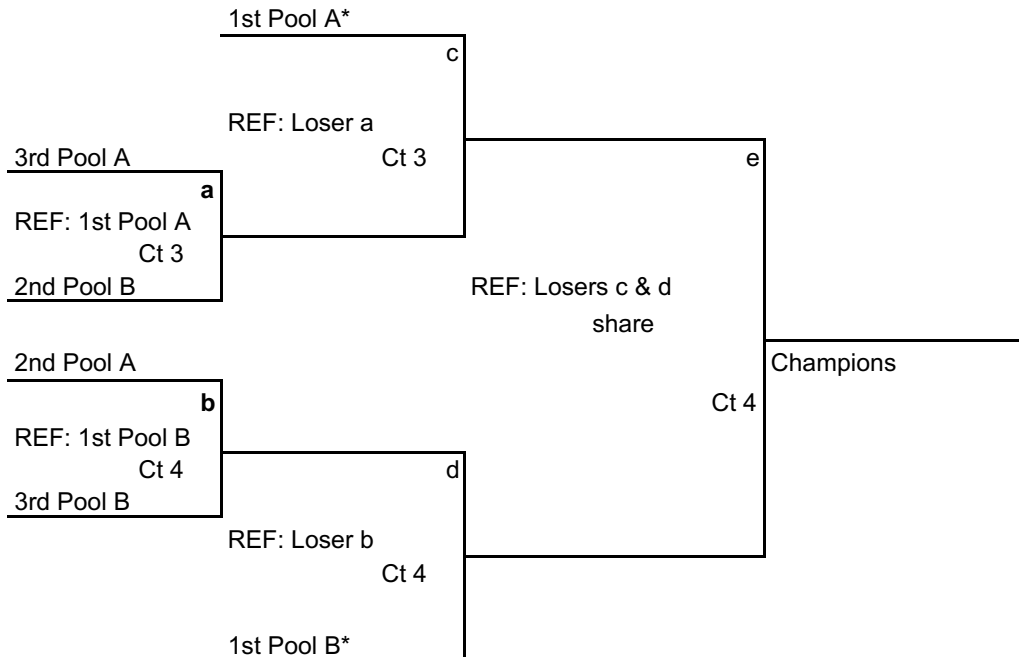 1st Pool A*
c
REF: Loser a
Ct 3
3rd Pool A
a
REF: 1st Pool A
Ct 3
2nd Pool B
e
REF: Losers c & d
share
Ct 4
Champions
2nd Pool A
b
REF: 1st Pool B
Ct 4
3rd Pool B
d
REF: Loser b
Ct 4
1st Pool B*